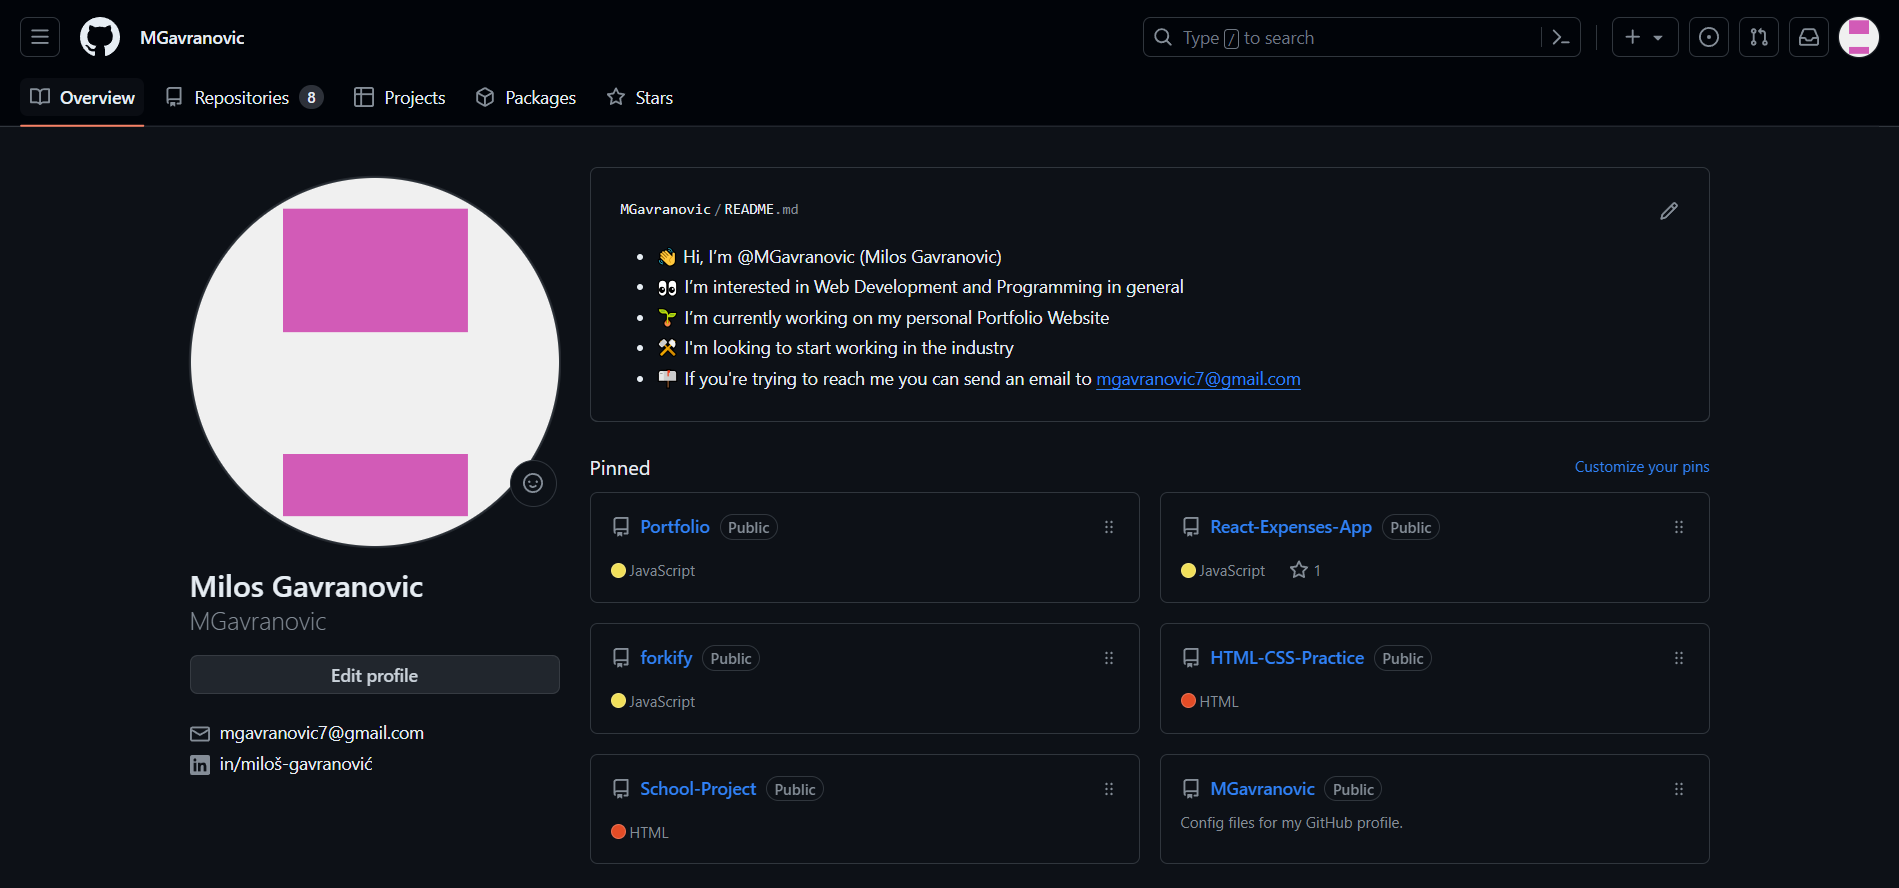 MGavranovic
Type / to search
Overview
Repositories 8
Projects
Packages
Stars
MGavranovic/README.md
👋 Hi, I’m @MGavranovic (Milos Gavranovic)
👀 I’m interested in Web Development and Programming in general
🌱 I’m currently working on my personal Portfolio Website
⚒️ I'm looking to start working in the industry
📫 If you're trying to reach me you can send an email to mgavranovic7@gmail.com
Milos Gavranovic
MGavranovic
Edit profile
mgavranovic7@gmail.com
in/miloš-gavranović
Pinned
Customize your pins
Portfolio Public
JavaScript
React-Expenses-App Public
JavaScript 1
forkify Public
JavaScript
HTML-CSS-Practice Public
HTML
School-Project Public
HTML
MGavranovic Public
Config files for my GitHub profile.